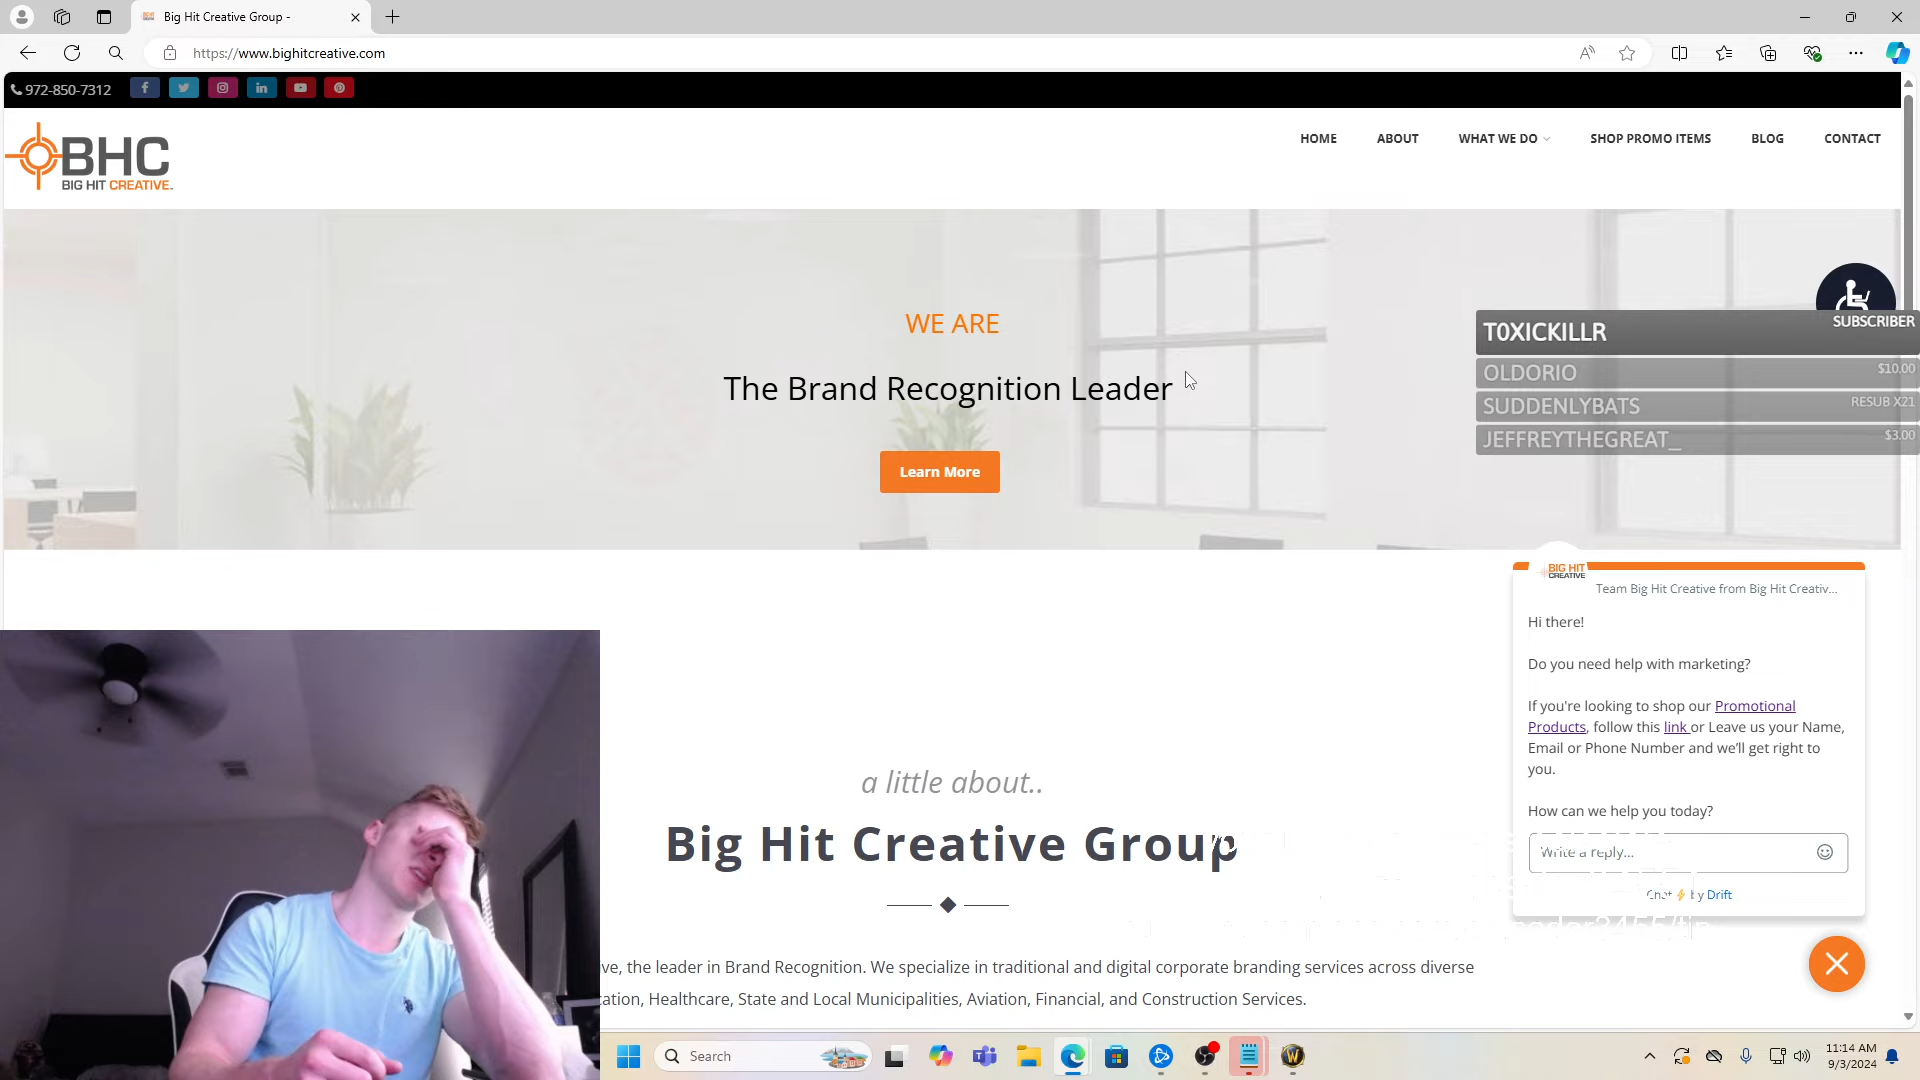 Big Hit Creative Group -
https://www.bighitcreative.com
972-850-7312
BHC
BIG HIT CREATIVE.
HOME
ABOUT
WHAT WE DO
SHOP PROMO ITEMS
BLOG
CONTACT
WE ARE
The Brand Recognition Leader
Learn More
T0XICKILLR SUBSCRIBER
OLDORIO $10.00
SUDDENLYBATS RESUB X21
JEFFREYTHEGREAT_ $3.00
a little about..
Big Hit Creative Group
ve, the leader in Brand Recognition. We specialize in traditional and digital corporate branding services across diverse
ation, Healthcare, State and Local Municipalities, Aviation, Financial, and Construction Services.
BIG HIT
CREATIVE
Team Big Hit Creative from Big Hit Creativ...
Hi there!
Do you need help with marketing?
If you're looking to shop our Promotional
Products, follow this link or Leave us your Name,
Email or Phone Number and we'll get right to
you.
How can we help you today?
Write a reply...
Chat by Drift
Search
11:14 AM
9/3/2024